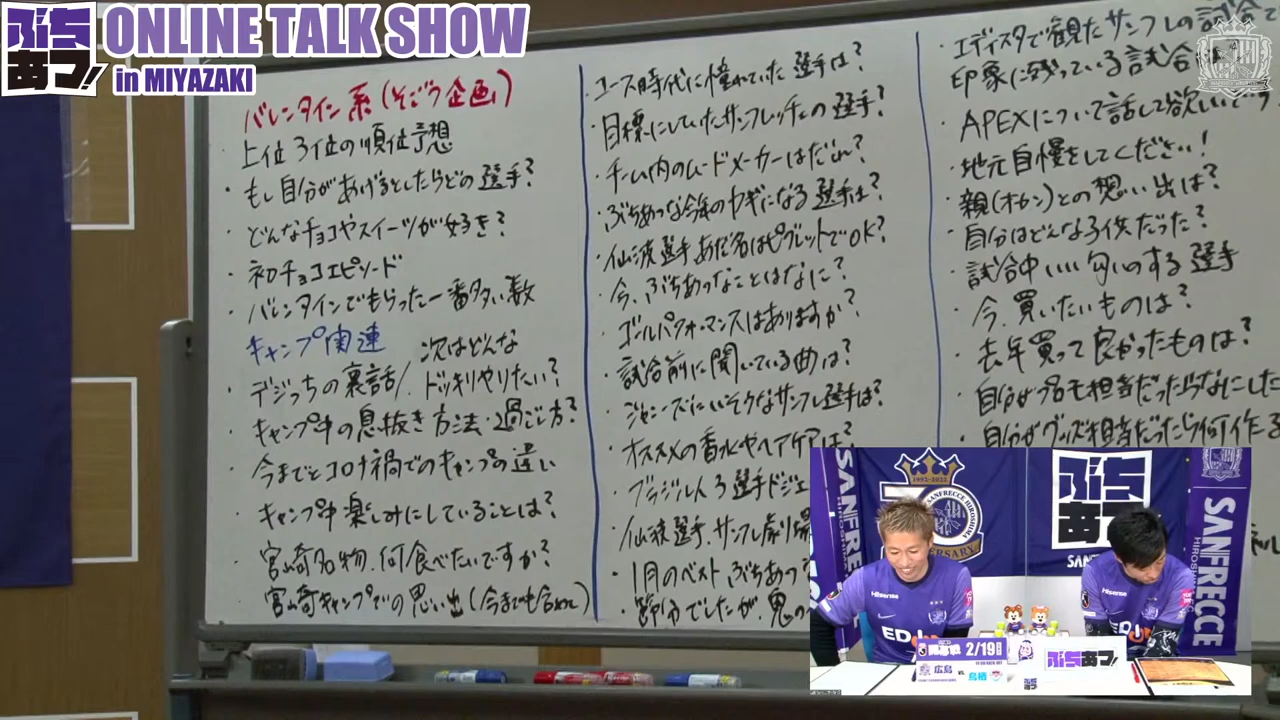 ぶちあつ!
ONLINE TALK SHOW
in MIYAZAKI
バレンタイン系(そごう企画)
・上位3位の順位予想
・もし自分があげるとしたらどの選手?
・どんなチョコやスイーツが好き?
・初チョコエピソード
・バレンタインでもらった一番多い数
キャンプ関連
次はどんな
・デジっちの裏話/ドッキリやりたい?
・キャンプ中の息抜き方法・過ごし方?
・今までとコロナ禍でのキャンプの違い
・キャンプ中楽しみにしていることは?
・宮崎名物、何食べたいですか?
・宮崎キャンプでの思い出(今までも含めて)
・ユース時代に憧れていた選手は?
・目標にしていたサンフレッチェの選手?
・チーム内のムードメーカーはだれ?
・ぶちあつな今年のカギになる選手は?
・仙波選手あだ名はピグレットでOK?
・今、ぶちあつなことはなに?
・ゴールパフォーマンスはありますか?
・試合前に聞いている曲は?
・ジャニーズにいそうなサンフレ選手は?
・オススメの香水やヘアケアは?
・ブラジル人3選手ドジェ
・仙波選手、サンフレ劇場
・1月のベストぶちあつ?
・節分でしたが、鬼の
・エディスタで観たサンフレの試合で
印象に残っている試合は
・APEXについて話して欲しいです
・地元自慢をしてください!
・親(オカン)との想い出は?
・自分はどんな子供だった?
・試合中いい匂いのする選手
・今、買いたいものは?
・去年買って良かったものは?
・自分がプロモ担当だったらなにした
・自分がグッズ担当だったら何作る
SANFRECCE
1992-2022
SANFRECCE HIROSHIMA
ぶちあつ
SANFRECCE
HIROSHIMA
Hisense
EDION
Hisense
EDION
開幕戦 2/19
広島 vs 鳥栖
ぶちあつ!